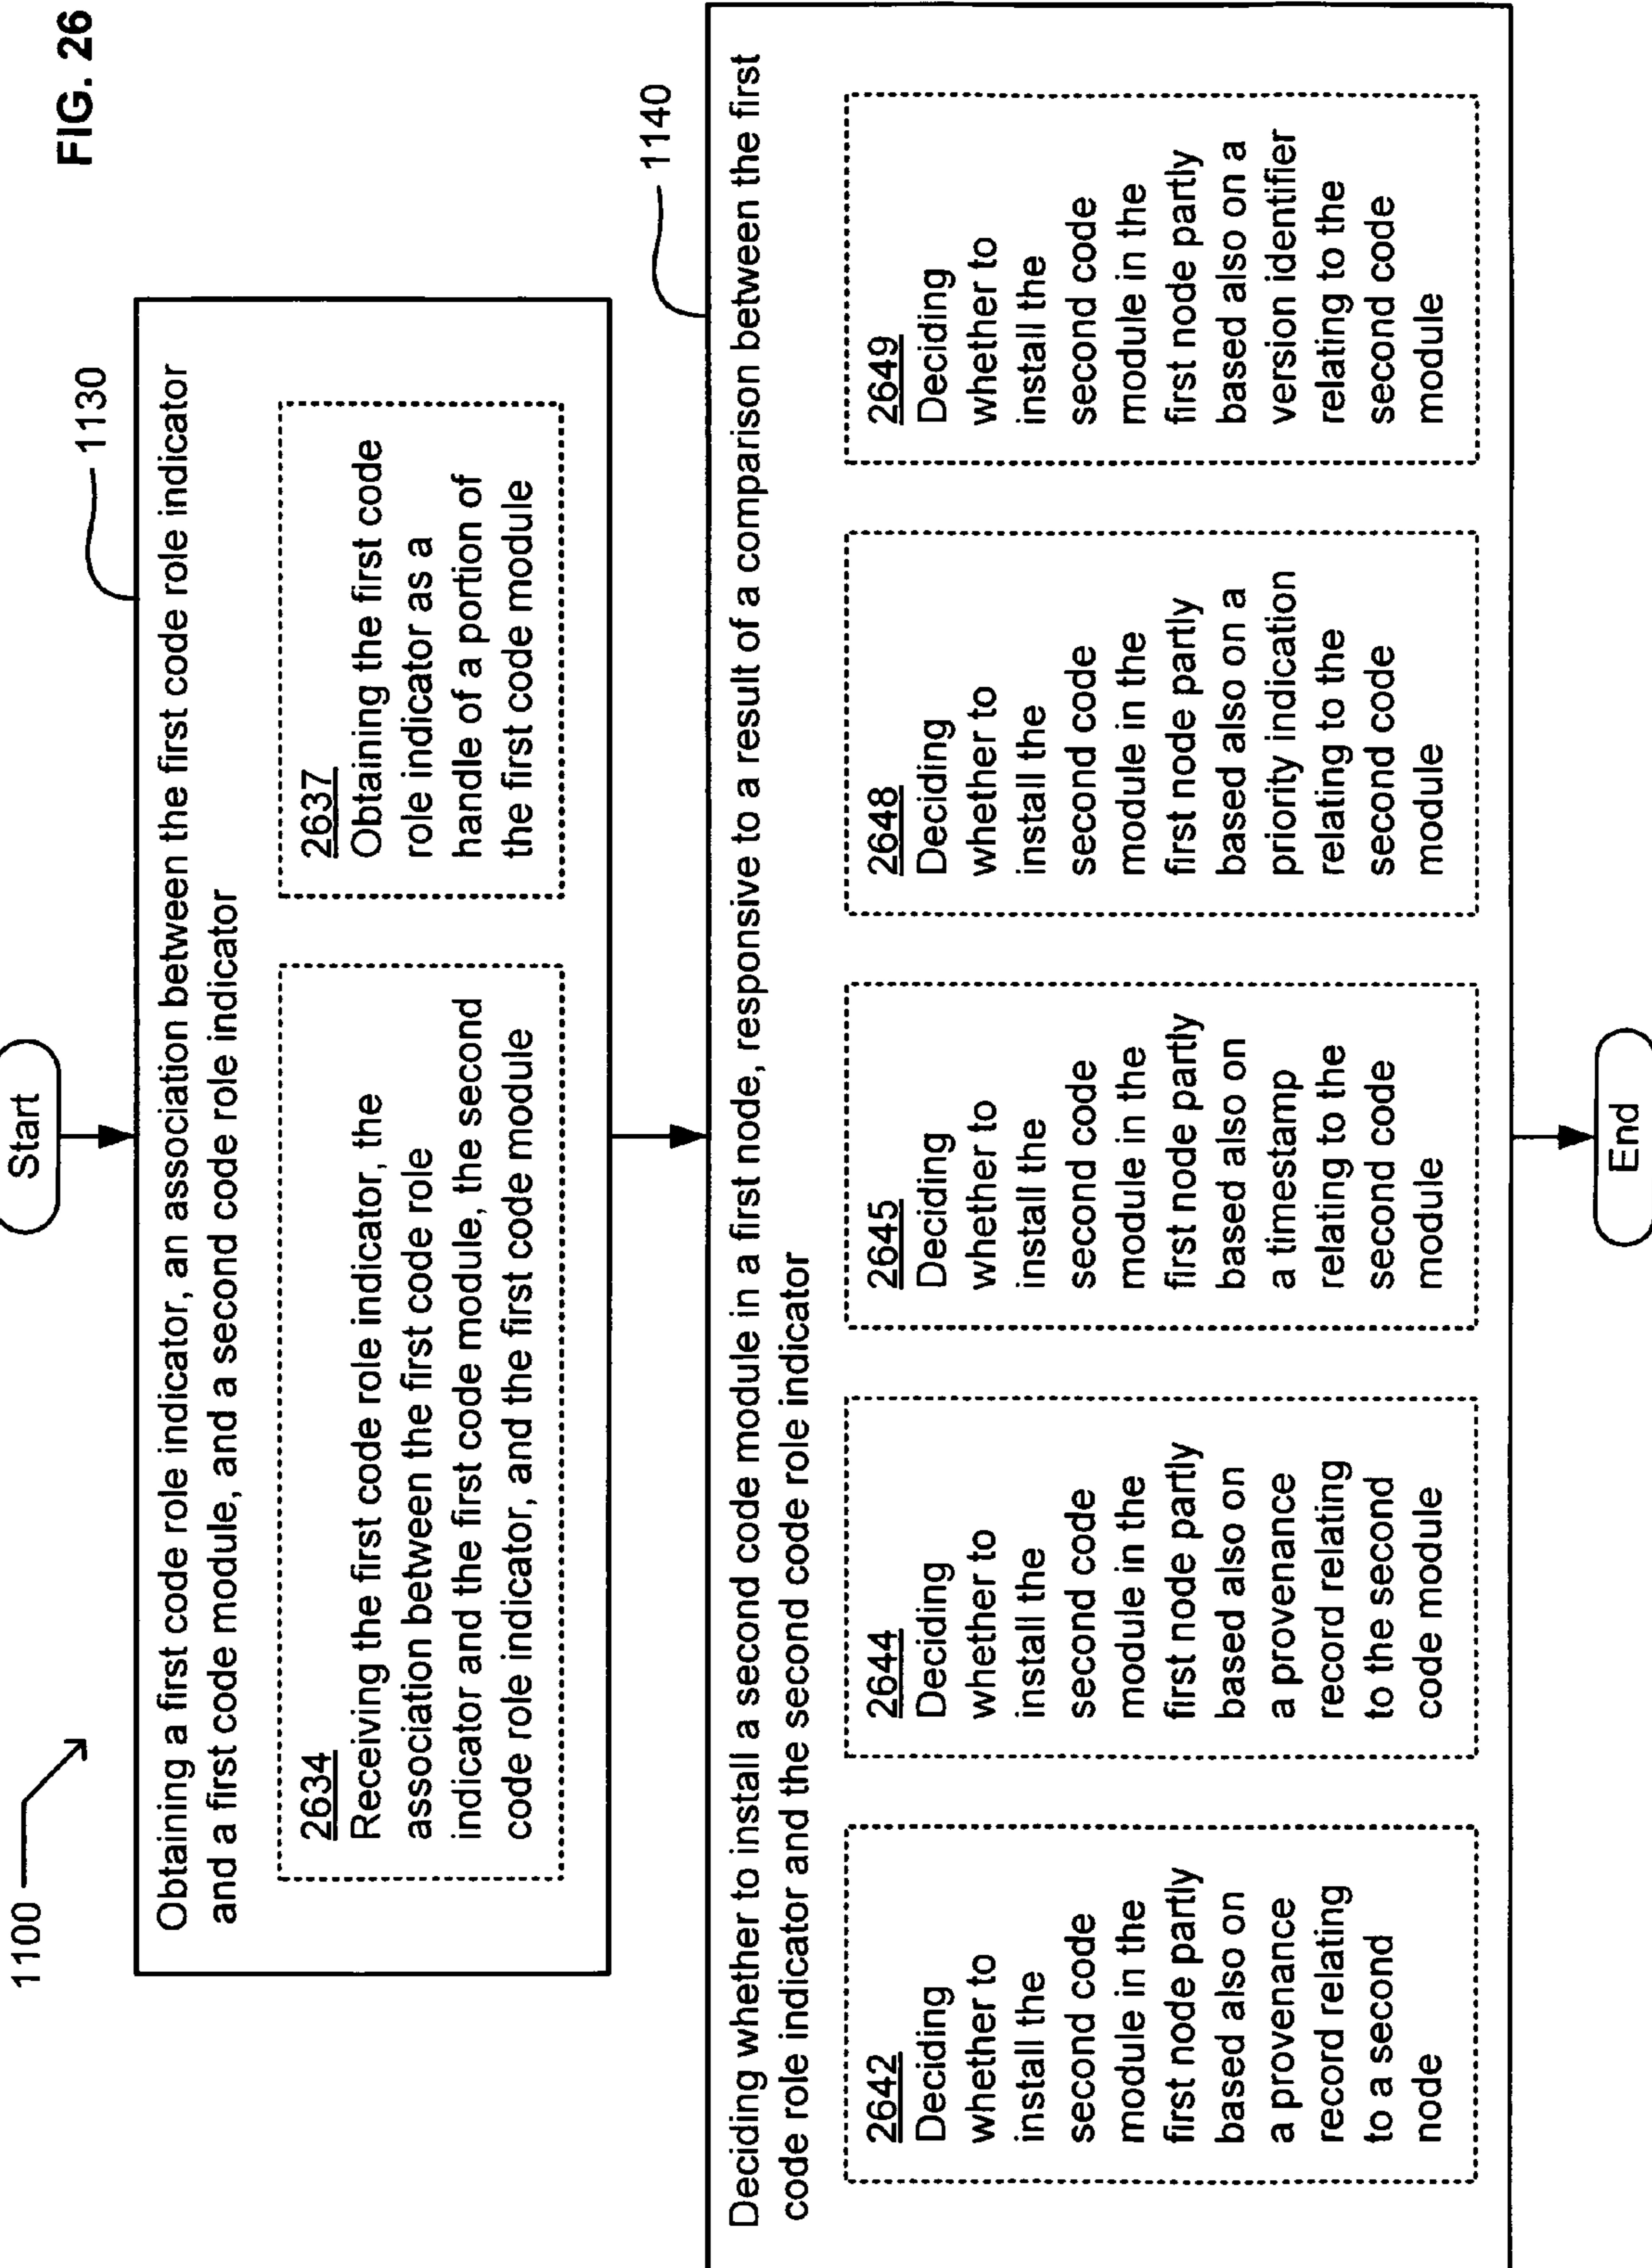 FIG. 26
1100
Start
1130
Obtaining a first code role indicator, an association between the first code role indicator
and a first code module, and a second code role indicator
2634
Receiving the first code role indicator, the
association between the first code role
indicator and the first code module, the second
code role indicator, and the first code module
2637
Obtaining the first code
role indicator as a
handle of a portion of
the first code module
1140
Deciding whether to install a second code module in a first node, responsive to a result of a comparison between the first
code role indicator and the second code role indicator
2642
Deciding
whether to
install the
second code
module in the
first node partly
based also on
a provenance
record relating
to a second
node
2644
Deciding
whether to
install the
second code
module in the
first node partly
based also on
a provenance
record relating
to the second
code module
2645
Deciding
whether to
install the
second code
module in the
first node partly
based also on
a timestamp
relating to the
second code
module
2648
Deciding
whether to
install the
second code
module in the
first node partly
based also on a
priority indication
relating to the
second code
module
2649
Deciding
whether to
install the
second code
module in the
first node partly
based also on a
version identifier
relating to the
second code
module
End